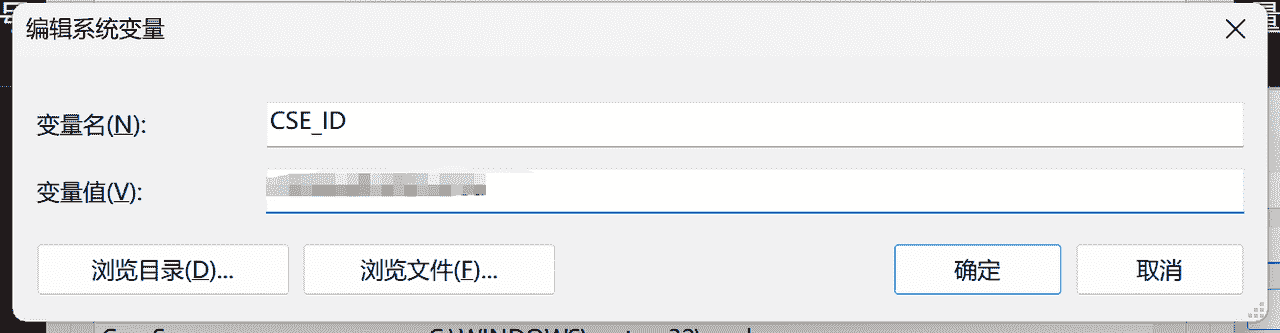 编辑系统变量
变量名(N):
CSE_ID
变量值(V):
浏览目录(D)...
浏览文件(F)...
确定
取消